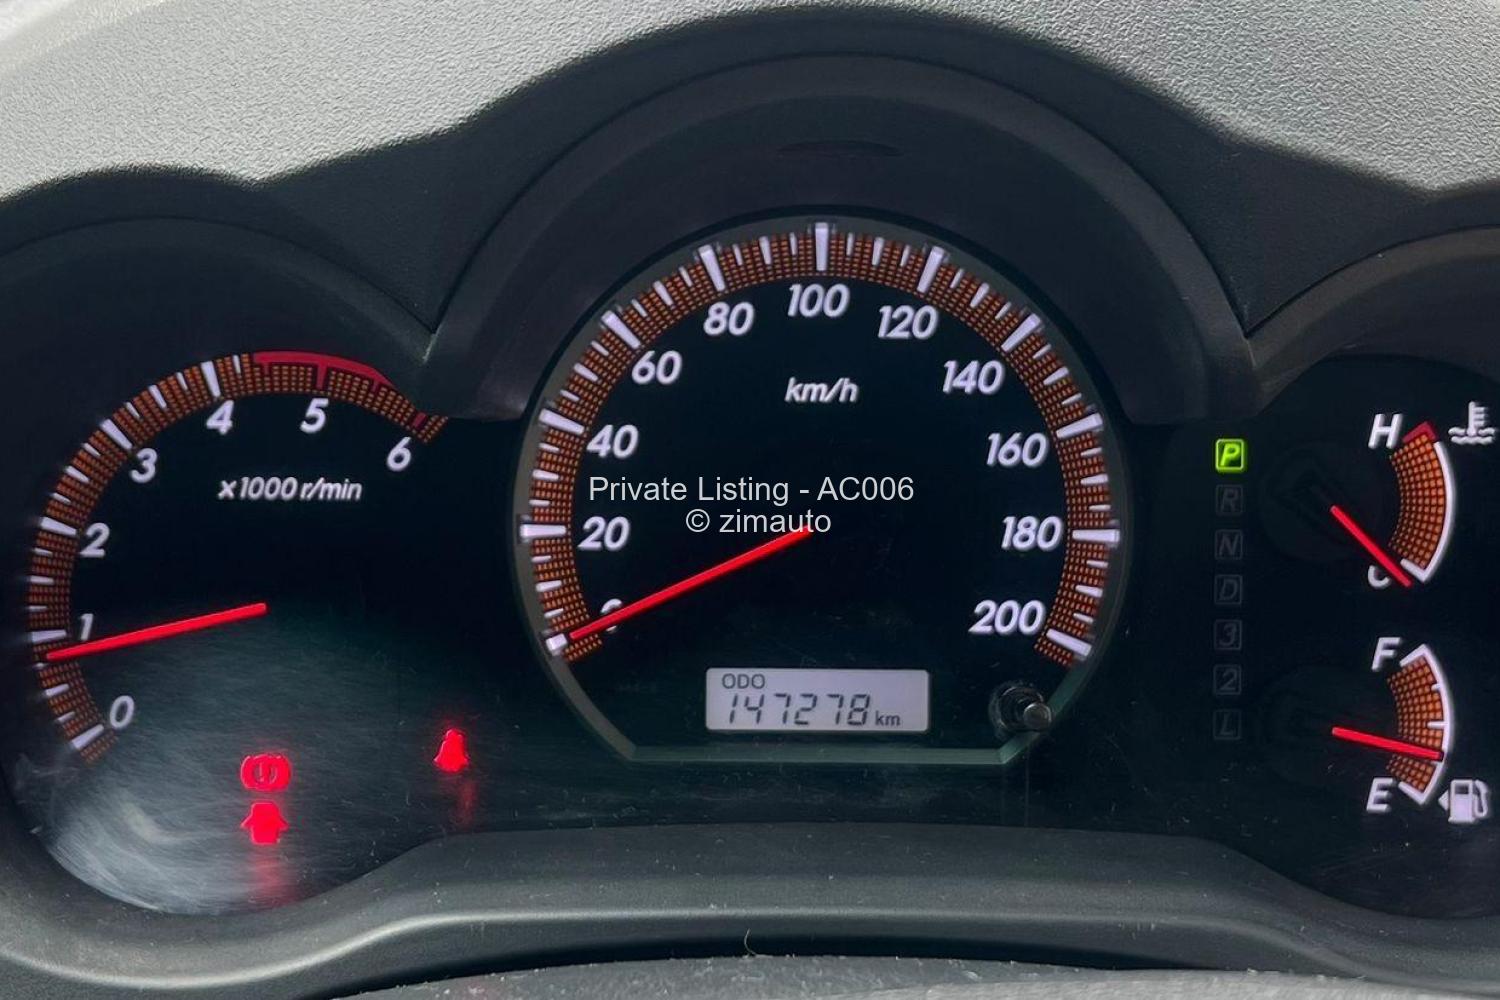 0
1
2
3
4
5
6
x1000 r/min
0
20
40
60
80
100
120
140
160
180
200
km/h
Private Listing - AC006
© zimauto
ODO
147278 km
P
R
N
D
3
2
L
H
C
F
E